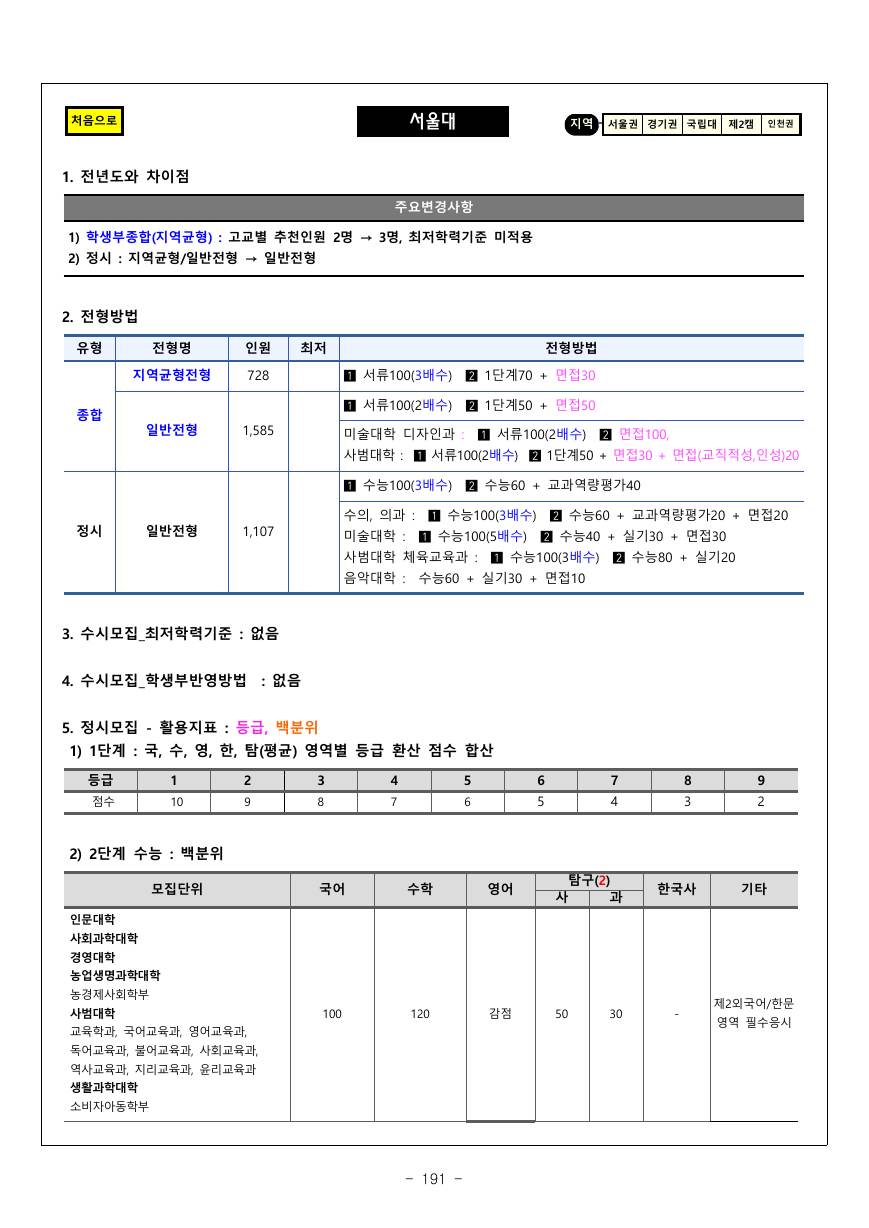 처음으로
서울대
지역 서울권 경기권 국립대 제2캠 인천권
1. 전년도와 차이점
주요변경사항
1) 학생부종합(지역균형) : 고교별 추천인원 2명 → 3명, 최저학력기준 미적용
2) 정시 : 지역균형/일반전형 → 일반전형
2. 전형방법
유형 전형명 인원 최저 전형방법
종합 지역균형전형 728 1 서류100(3배수) 2 1단계70 + 면접30
일반전형 1,585 1 서류100(2배수) 2 1단계50 + 면접50
미술대학 디자인과 : 1 서류100(2배수) 2 면접100,
사범대학 : 1 서류100(2배수) 2 1단계50 + 면접30 + 면접(교직적성,인성)20
정시 일반전형 1,107 1 수능100(3배수) 2 수능60 + 교과역량평가40
수의, 의과 : 1 수능100(3배수) 2 수능60 + 교과역량평가20 + 면접20
미술대학 : 1 수능100(5배수) 2 수능40 + 실기30 + 면접30
사범대학 체육교육과 : 1 수능100(3배수) 2 수능80 + 실기20
음악대학 : 수능60 + 실기30 + 면접10
3. 수시모집_최저학력기준 : 없음
4. 수시모집_학생부반영방법 : 없음
5. 정시모집 - 활용지표 : 등급, 백분위
1) 1단계 : 국, 수, 영, 한, 탐(평균) 영역별 등급 환산 점수 합산
등급 1 2 3 4 5 6 7 8 9
점수 10 9 8 7 6 5 4 3 2
2) 2단계 수능 : 백분위
모집단위 국어 수학 영어 탐구(2) 한국사 기타
사 과
인문대학
사회과학대학
경영대학
농업생명과학대학
농경제사회학부
사범대학
교육학과, 국어교육과, 영어교육과,
독어교육과, 불어교육과, 사회교육과,
역사교육과, 지리교육과, 윤리교육과
생활과학대학
소비자아동학부
100 120 감점 50 30 -
제2외국어/한문
영역 필수응시
- 191 -